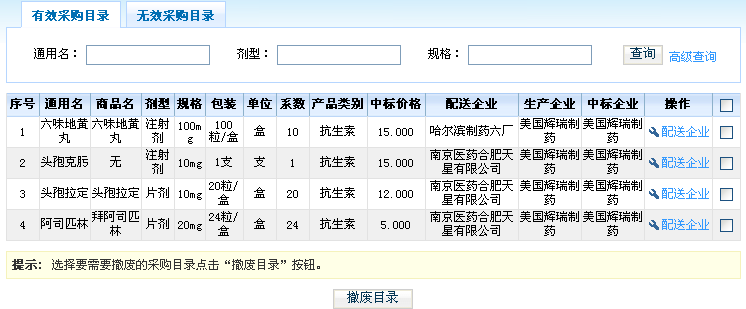 有效采购目录 无效采购目录
通用名： 剂型： 规格： 查询 高级查询
序号 通用名 商品名 剂型 规格 包装 单位 系数 产品类别 中标价格 配送企业 生产企业 中标企业 操作
1 六味地黄丸 六味地黄丸 注射剂 100mg 100粒/盒 盒 10 抗生素 15.000 哈尔滨制药六厂 美国辉瑞制药 美国辉瑞制药 配送企业
2 头孢克肟 无 注射剂 10mg 1支 支 1 抗生素 15.000 南京医药合肥天星有限公司 美国辉瑞制药 美国辉瑞制药 配送企业
3 头孢拉定 头孢拉定 片剂 10mg 20粒/盒 盒 20 抗生素 12.000 南京医药合肥天星有限公司 美国辉瑞制药 美国辉瑞制药 配送企业
4 阿司匹林 拜阿司匹林 片剂 20mg 24粒/盒 盒 24 抗生素 5.000 南京医药合肥天星有限公司 美国辉瑞制药 美国辉瑞制药 配送企业
提示: 选择要需要撤废的采购目录点击“撤废目录”按钮。
撤废目录